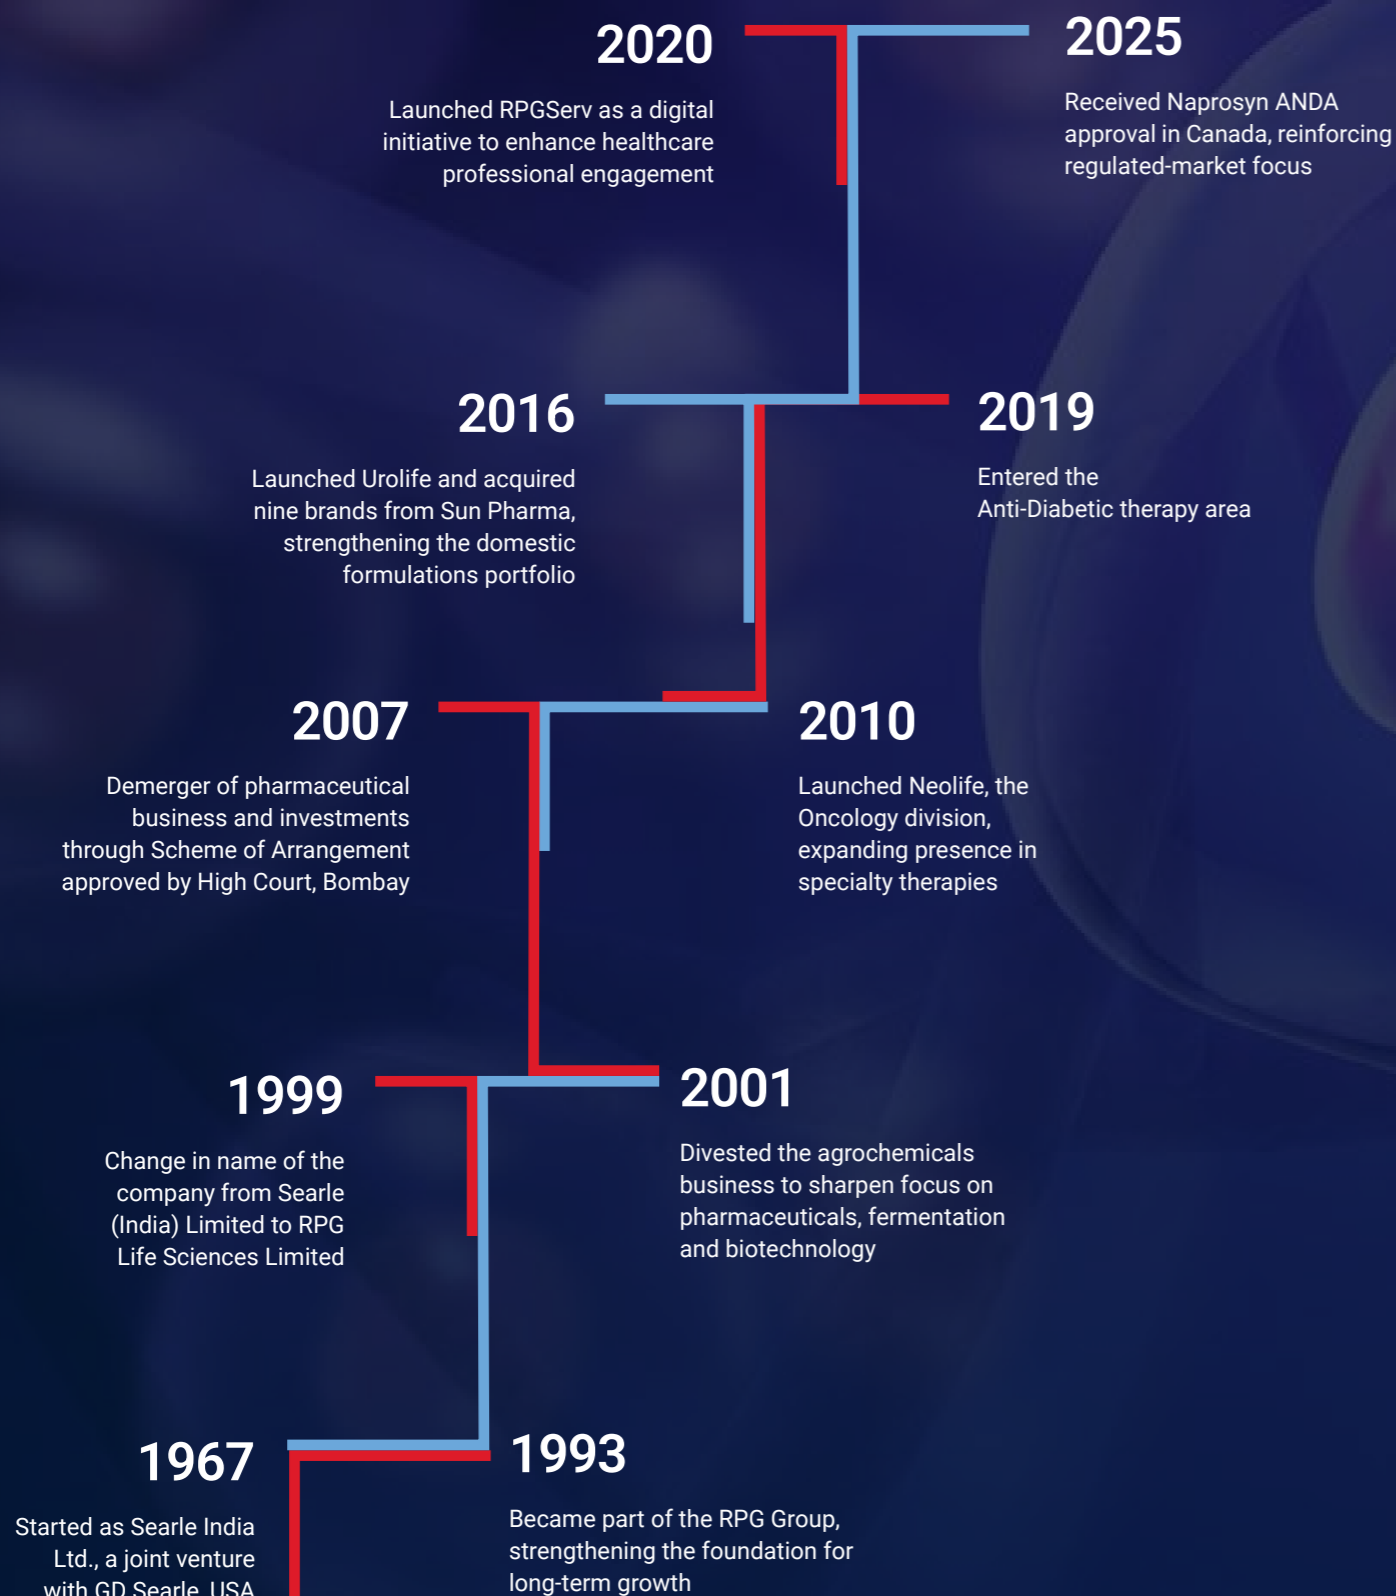 2020
Launched RPGServ as a digital
initiative to enhance healthcare
professional engagement
2025
Received Naprosyn ANDA
approval in Canada, reinforcing
regulated-market focus
2016
Launched Urolife and acquired
nine brands from Sun Pharma,
strengthening the domestic
formulations portfolio
2019
Entered the
Anti-Diabetic therapy area
2007
Demerger of pharmaceutical
business and investments
through Scheme of Arrangement
approved by High Court, Bombay
2010
Launched Neolife, the
Oncology division,
expanding presence in
specialty therapies
1999
Change in name of the
company from Searle
(India) Limited to RPG
Life Sciences Limited
2001
Divested the agrochemicals
business to sharpen focus on
pharmaceuticals, fermentation
and biotechnology
1967
Started as Searle India
Ltd., a joint venture
with GD Searle, USA
1993
Became part of the RPG Group,
strengthening the foundation for
long-term growth